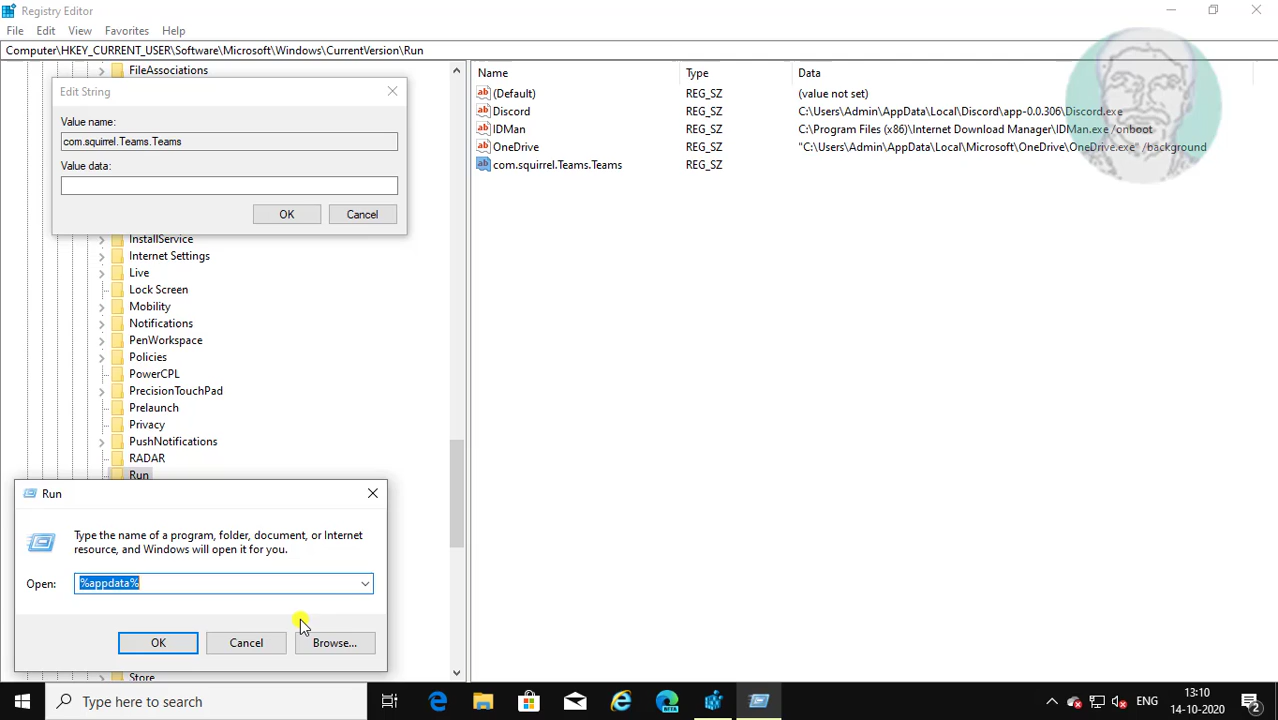 Registry Editor
File Edit View Favorites Help
Computer\HKEY_CURRENT_USER\Software\Microsoft\Windows\CurrentVersion\Run
FileAssociations
Edit String
Value name:
com.squirrel.Teams.Teams
Value data:
OK Cancel
InstallService
Internet Settings
Live
Lock Screen
Mobility
Notifications
PenWorkspace
Policies
PowerCPL
PrecisionTouchPad
Prelaunch
Privacy
PushNotifications
RADAR
Run
Name Type Data
(Default) REG_SZ (value not set)
Discord REG_SZ C:\Users\Admin\AppData\Local\Discord\app-0.0.306\Discord.exe
IDMan REG_SZ C:\Program Files (x86)\Internet Download Manager\IDMan.exe /onboot
OneDrive REG_SZ "C:\Users\Admin\AppData\Local\Microsoft\OneDrive\OneDrive.exe" /background
com.squirrel.Teams.Teams REG_SZ
Run
Type the name of a program, folder, document, or Internet
resource, and Windows will open it for you.
Open: %appdata%
OK Cancel Browse...
Store
Type here to search
BETA
ENG
13:10
14-10-2020
2